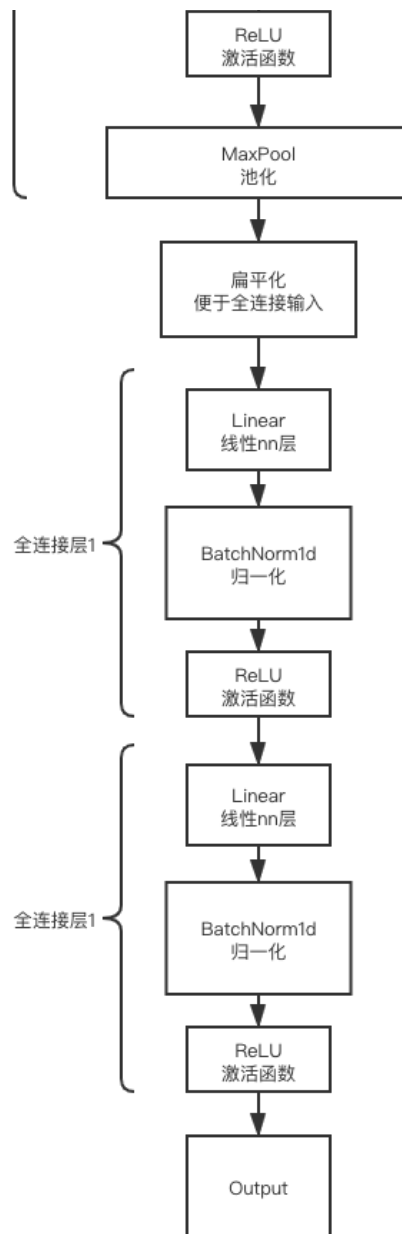 ReLU
激活函数
MaxPool
池化
扁平化
便于全连接输入
Linear
线性nn层
全连接层1
BatchNorm1d
归一化
ReLU
激活函数
Linear
线性nn层
全连接层1
BatchNorm1d
归一化
ReLU
激活函数
Output